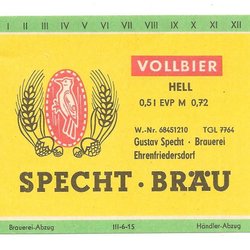 I II III IV V VI VII VIII IX X XI XII
VOLLBIER
HELL
0,5 l EVP M 0,72
W.-Nr. 68451210 TGL 7764
Gustav Specht · Brauerei
Ehrenfriedersdorf
SPECHT · BRÄU
Brauerei-Abzug III-6-15 Händler-Abzug